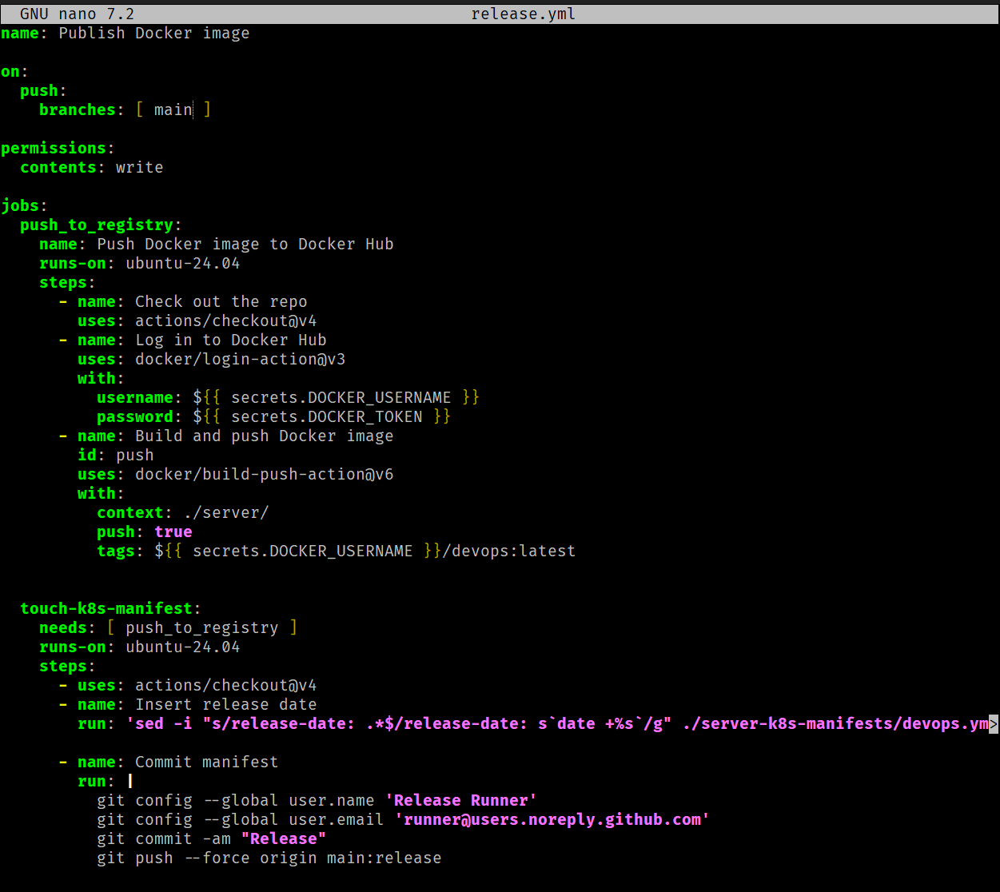 GNU nano 7.2 release.yml
name: Publish Docker image
on:
  push:
    branches: [ main ]
permissions:
  contents: write
jobs:
  push_to_registry:
    name: Push Docker image to Docker Hub
    runs-on: ubuntu-24.04
    steps:
      - name: Check out the repo
        uses: actions/checkout@v4
      - name: Log in to Docker Hub
        uses: docker/login-action@v3
        with:
          username: ${{ secrets.DOCKER_USERNAME }}
          password: ${{ secrets.DOCKER_TOKEN }}
      - name: Build and push Docker image
        id: push
        uses: docker/build-push-action@v6
        with:
          context: ./server/
          push: true
          tags: ${{ secrets.DOCKER_USERNAME }}/devops:latest
  touch-k8s-manifest:
    needs: [ push_to_registry ]
    runs-on: ubuntu-24.04
    steps:
      - uses: actions/checkout@v4
      - name: Insert release date
        run: 'sed -i "s/release-date: .*$/release-date: s`date +%s`/g" ./server-k8s-manifests/devops.ym>
      - name: Commit manifest
        run: |
          git config --global user.name 'Release Runner'
          git config --global user.email 'runner@users.noreply.github.com'
          git commit -am "Release"
          git push --force origin main:release